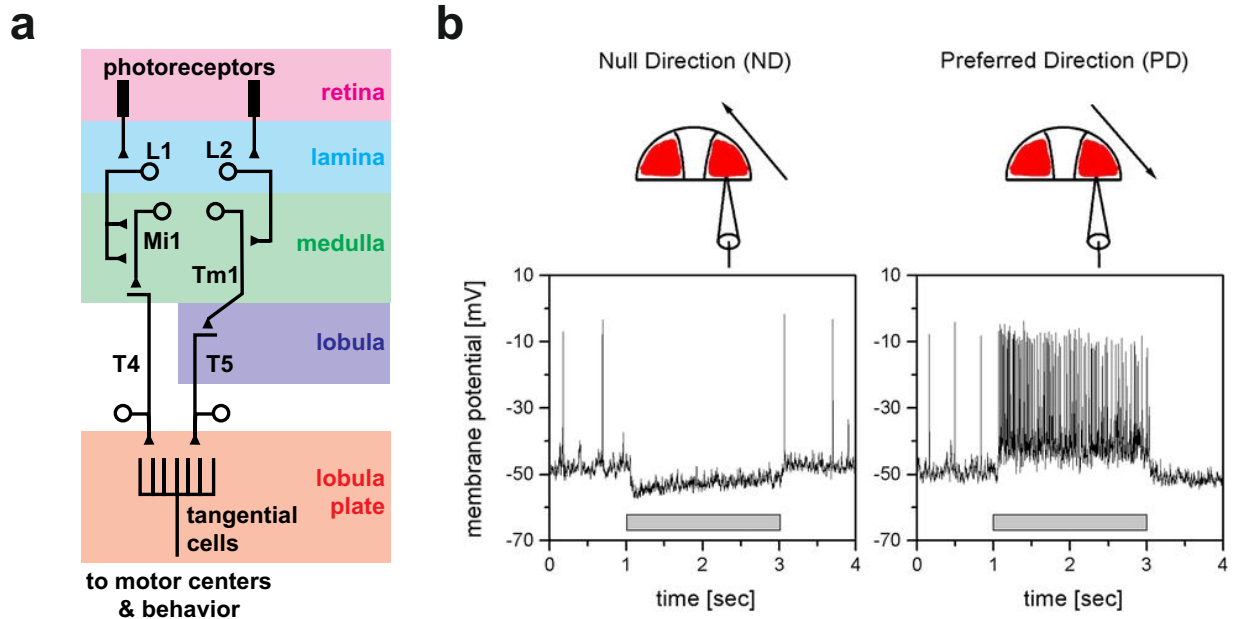 a
photoreceptors
retina
L1
L2
lamina
Mi1
medulla
Tm1
lobula
T4
T5
lobula
plate
tangential
cells
to motor centers
& behavior
b
Null Direction (ND)
Preferred Direction (PD)
membrane potential [mV]
10
-10
-30
-50
-70
0
1
2
3
4
time [sec]
10
-10
-30
-50
-70
0
1
2
3
4
time [sec]